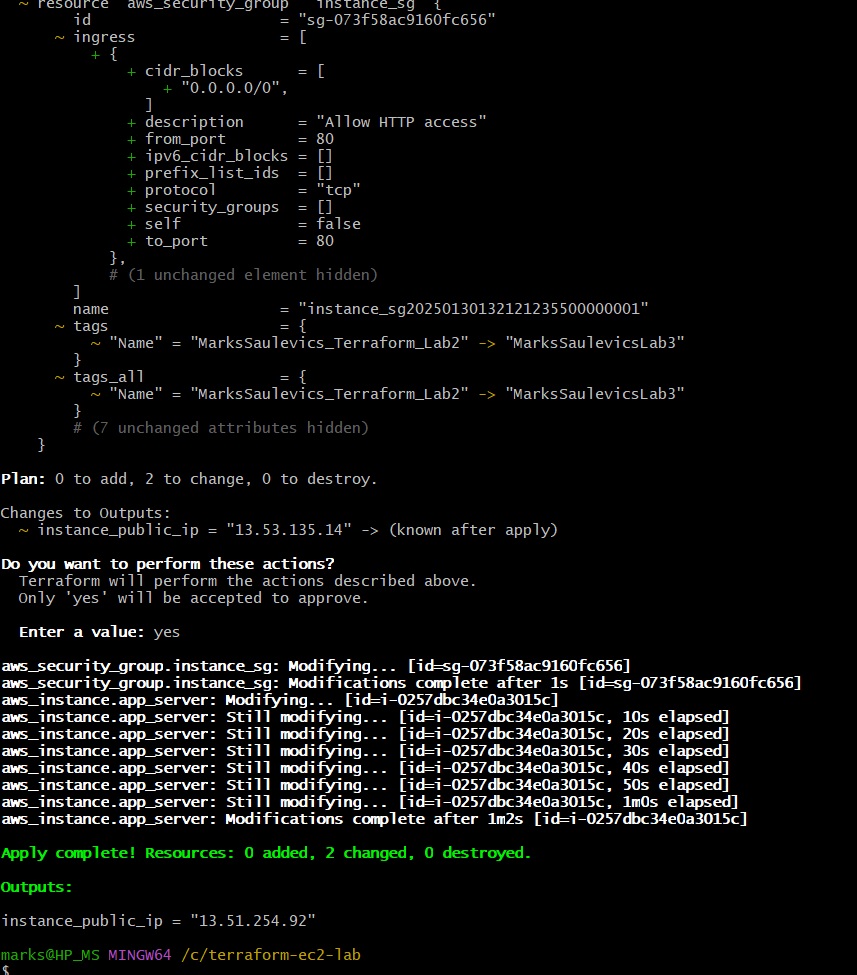 ~ resource "aws_security_group" "instance_sg" {
id = "sg-073f58ac9160fc656"
~ ingress = [
+ {
+ cidr_blocks = [
+ "0.0.0.0/0",
]
+ description = "Allow HTTP access"
+ from_port = 80
+ ipv6_cidr_blocks = []
+ prefix_list_ids = []
+ protocol = "tcp"
+ security_groups = []
+ self = false
+ to_port = 80
},
# (1 unchanged element hidden)
]
name = "instance_sg20250130132121235500000001"
~ tags = {
~ "Name" = "MarksSaulevics_Terraform_Lab2" -> "MarksSaulevicsLab3"
}
~ tags_all = {
~ "Name" = "MarksSaulevics_Terraform_Lab2" -> "MarksSaulevicsLab3"
}
# (7 unchanged attributes hidden)
}
Plan: 0 to add, 2 to change, 0 to destroy.
Changes to Outputs:
~ instance_public_ip = "13.53.135.14" -> (known after apply)
Do you want to perform these actions?
Terraform will perform the actions described above.
Only 'yes' will be accepted to approve.
Enter a value: yes
aws_security_group.instance_sg: Modifying... [id=sg-073f58ac9160fc656]
aws_security_group.instance_sg: Modifications complete after 1s [id=sg-073f58ac9160fc656]
aws_instance.app_server: Modifying... [id=i-0257dbc34e0a3015c]
aws_instance.app_server: Still modifying... [id=i-0257dbc34e0a3015c, 10s elapsed]
aws_instance.app_server: Still modifying... [id=i-0257dbc34e0a3015c, 20s elapsed]
aws_instance.app_server: Still modifying... [id=i-0257dbc34e0a3015c, 30s elapsed]
aws_instance.app_server: Still modifying... [id=i-0257dbc34e0a3015c, 40s elapsed]
aws_instance.app_server: Still modifying... [id=i-0257dbc34e0a3015c, 50s elapsed]
aws_instance.app_server: Still modifying... [id=i-0257dbc34e0a3015c, 1m0s elapsed]
aws_instance.app_server: Modifications complete after 1m2s [id=i-0257dbc34e0a3015c]
Apply complete! Resources: 0 added, 2 changed, 0 destroyed.
Outputs:
instance_public_ip = "13.51.254.92"
marks@HP_MS MINGW64 /c/terraform-ec2-lab
$